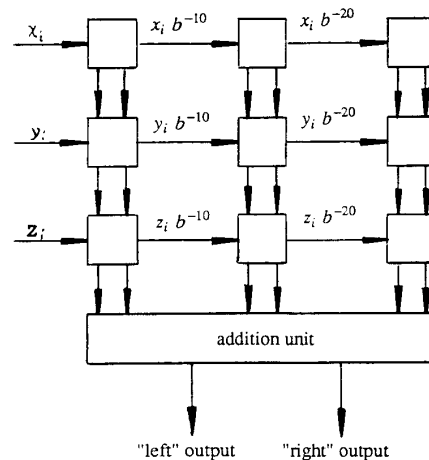 χ_i x_i b^{-10} x_i b^{-20}
y_i y_i b^{-10} y_i b^{-20}
z_i z_i b^{-10} z_i b^{-20}
addition unit
"left" output "right" output